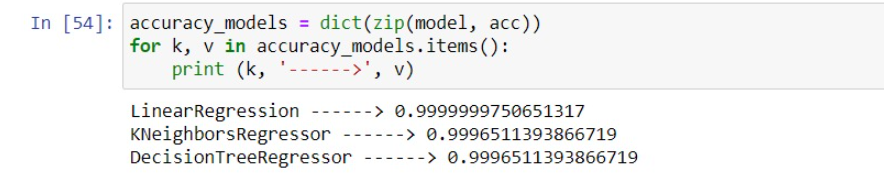 In [54]: accuracy_models = dict(zip(model, acc))
for k, v in accuracy_models.items():
    print (k, '------>', v)
LinearRegression ------> 0.9999999750651317
KNeighborsRegressor ------> 0.9996511393866719
DecisionTreeRegressor ------> 0.9996511393866719